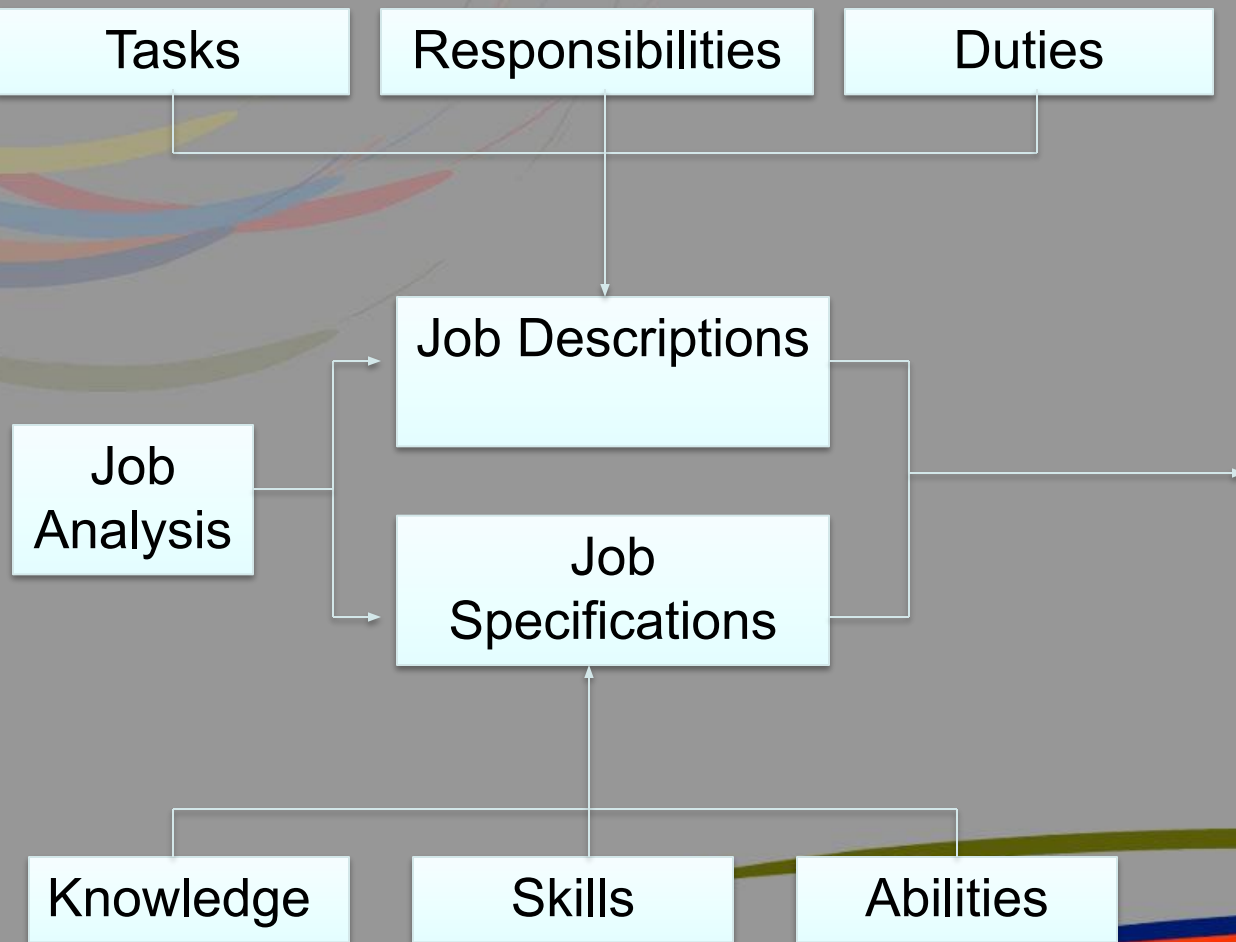 Tasks
Responsibilities
Duties
Job Descriptions
Job
Analysis
Job
Specifications
Knowledge
Skills
Abilities